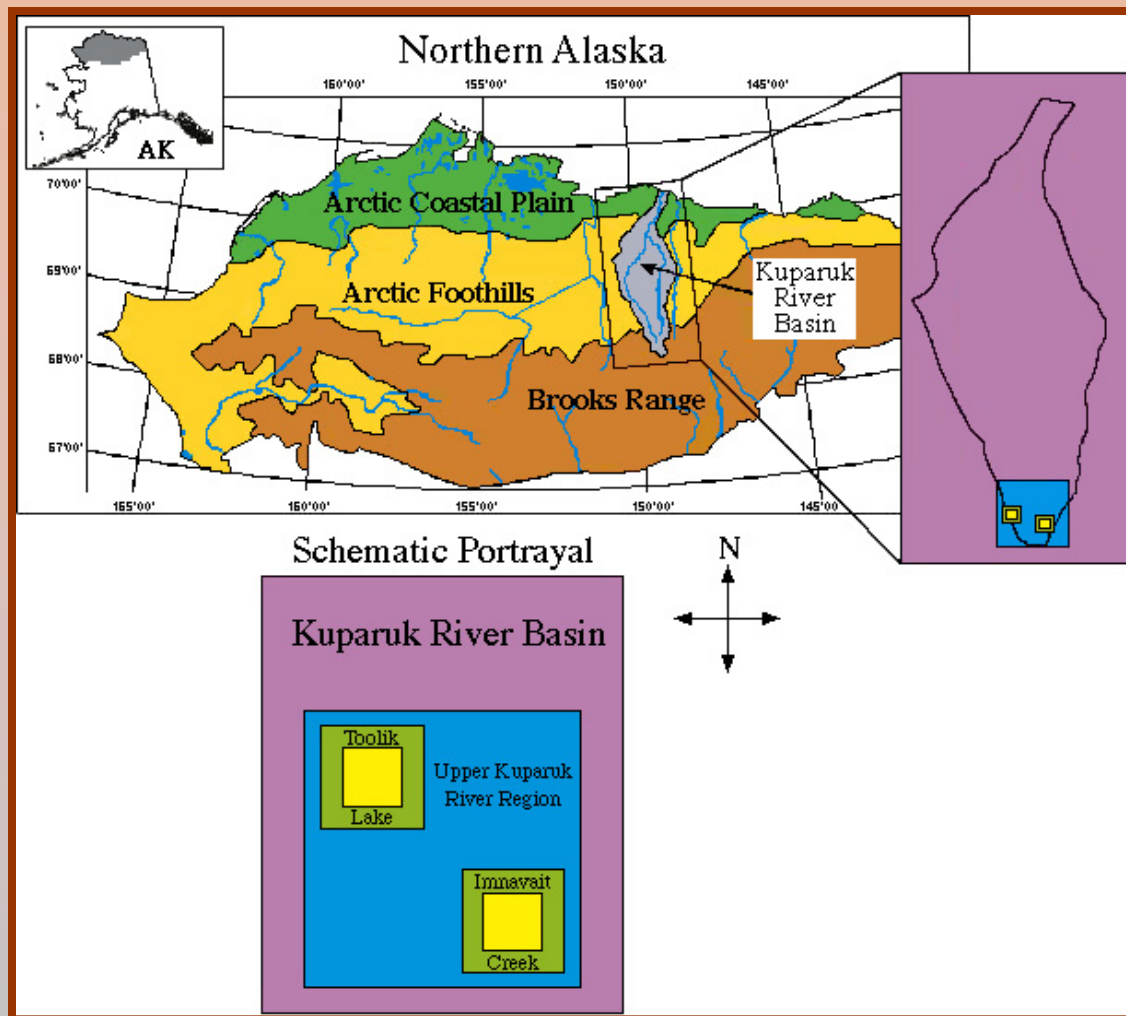 Northern Alaska
AK
160°00'
155°00'
150°00'
145°00'
70°00'
69°00'
68°00'
67°00'
Arctic Coastal Plain
Arctic Foothills
Kuparuk
River
Basin
Brooks Range
165°00'
160°00'
155°00'
150°00'
145°00'
Schematic Portrayal
N
Kuparuk River Basin
Toolik
Lake
Upper Kuparuk
River Region
Imnavait
Creek